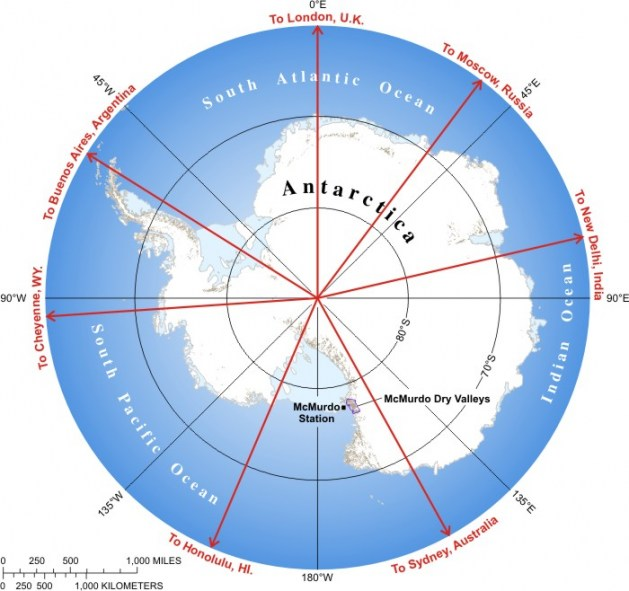 0°E
To London, U.K.
To Moscow, Russia
45°W
45°E
South Atlantic Ocean
To Buenos Aires, Argentina
Antarctica
To New Delhi, India
90°W
90°E
To Cheyenne, WY.
Indian Ocean
80°S
70°S
South Pacific Ocean
McMurdo Dry Valleys
McMurdo
Station
135°W
135°E
To Honolulu, HI.
To Sydney, Australia
180°W
0 250 500 1,000 MILES
0 250 500 1,000 KILOMETERS